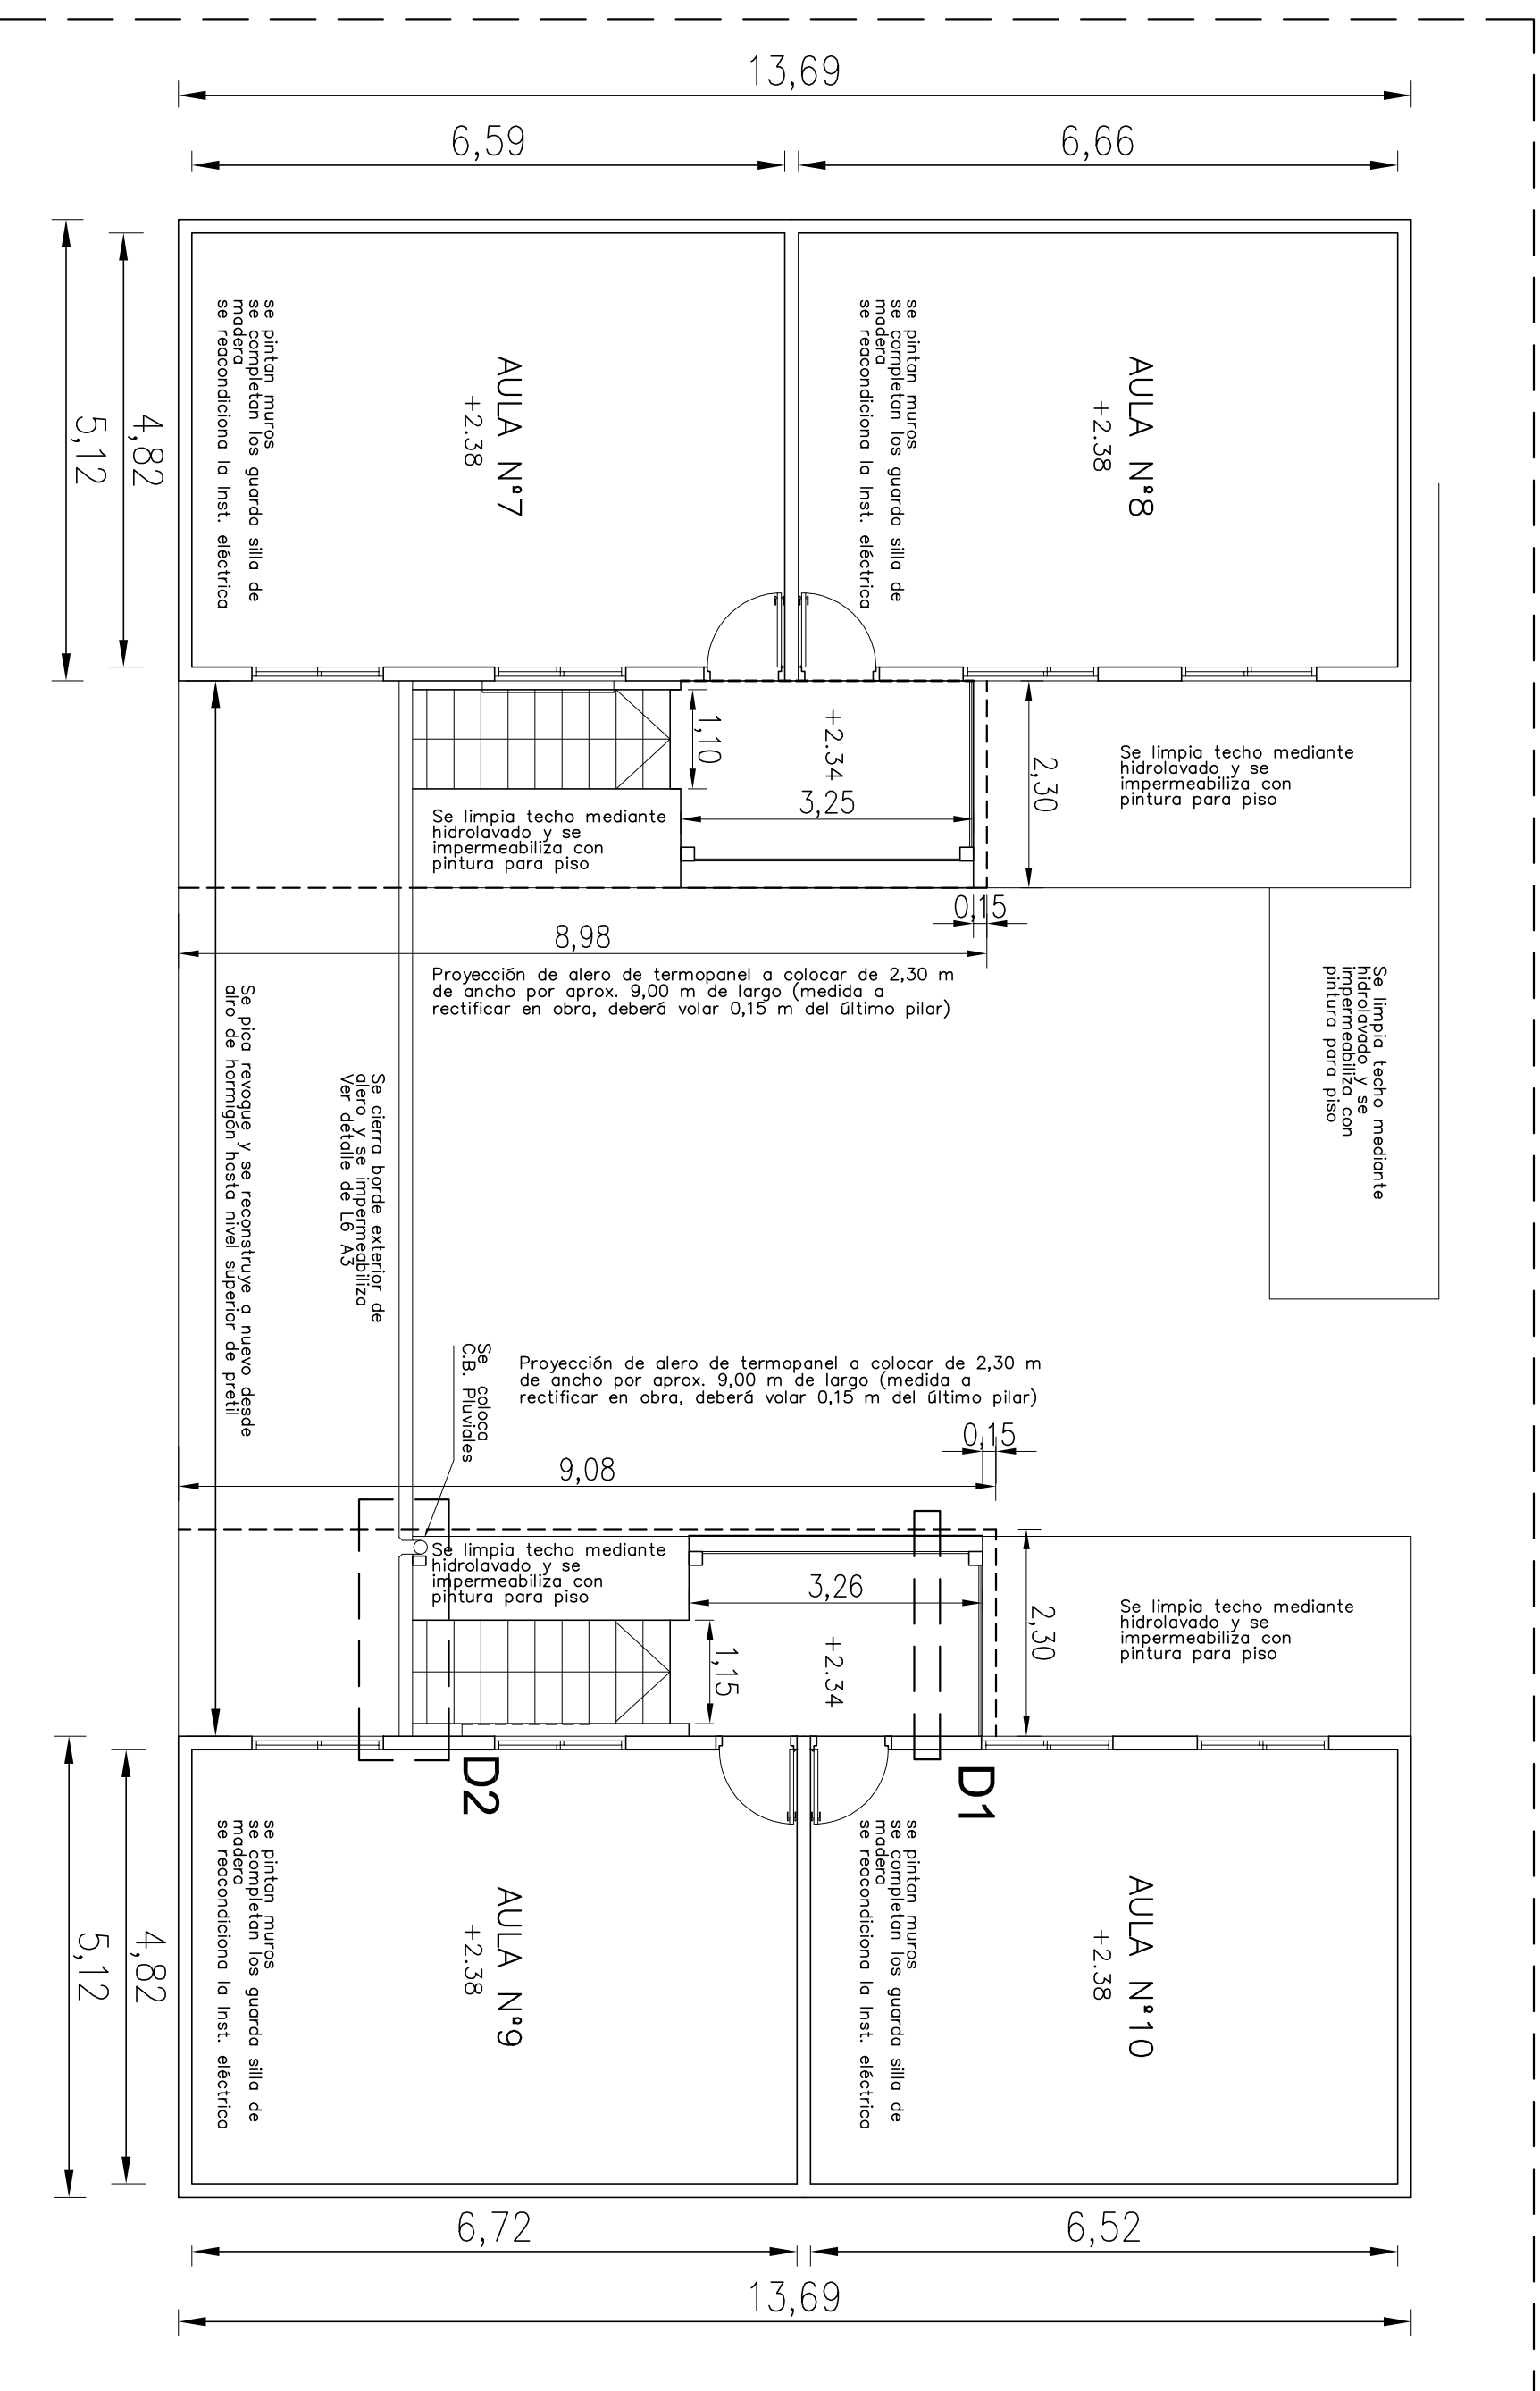 13,69
6,59
6,66
4,82
5,12
se pintan muros
se completan los guarda silla de
madera
se reacondiciona la Inst. eléctrica
AULA Nº7
+2.38
se pintan muros
se completan los guarda silla de
madera
se reacondiciona la Inst. eléctrica
AULA Nº8
+2.38
1,10
+2.34
3,25
2,30
Se limpia techo mediante
hidrolavado y se
impermeabiliza con
pintura para piso
Se limpia techo mediante
hidrolavado y se
impermeabiliza con
pintura para piso
0,15
8,98
Proyección de alero de termopanel a colocar de 2,30 m
de ancho por aprox. 9,00 m de largo (medida a
rectificar en obra, deberá volar 0,15 m del último pilar)
Se limpia techo mediante
hidrolavado y se
impermeabiliza con
pintura para piso
Se pica revoque y se reconstruye a nuevo desde
alro de hormigón hasta nivel superior de pretil
Se cierra borde exterior de
alero y se impermeabiliza
Ver detalle de L6 A3
Se coloca
C.B. Pluviales
Proyección de alero de termopanel a colocar de 2,30 m
de ancho por aprox. 9,00 m de largo (medida a
rectificar en obra, deberá volar 0,15 m del último pilar)
0,15
9,08
Se limpia techo mediante
hidrolavado y se
impermeabiliza con
pintura para piso
3,26
1,15
+2.34
2,30
Se limpia techo mediante
hidrolavado y se
impermeabiliza con
pintura para piso
D2
D1
4,82
5,12
se pintan muros
se completan los guarda silla de
madera
se reacondiciona la Inst. eléctrica
AULA Nº9
+2.38
se pintan muros
se completan los guarda silla de
madera
se reacondiciona la Inst. eléctrica
AULA Nº10
+2.38
6,72
6,52
13,69